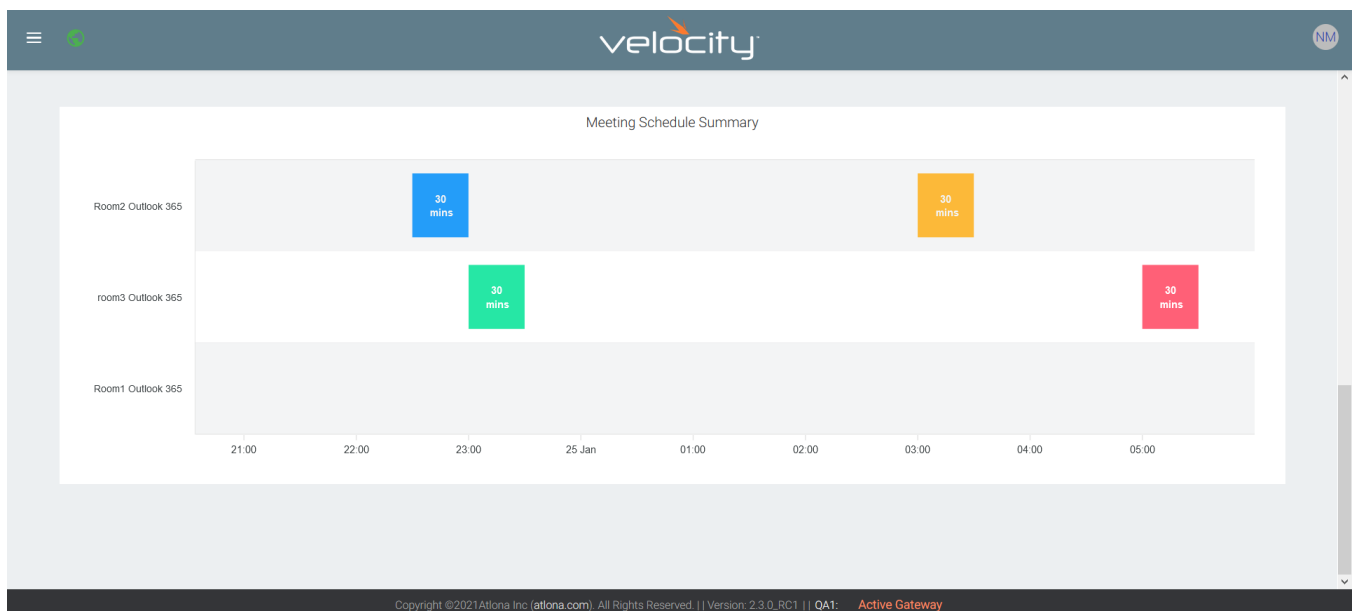 velocity
NM
Meeting Schedule Summary
Room2 Outlook 365
30
mins
30
mins
room3 Outlook 365
30
mins
30
mins
Room1 Outlook 365
21:00 22:00 23:00 25 Jan 01:00 02:00 03:00 04:00 05:00
Copyright ©2021Atlona Inc (atlona.com). All Rights Reserved. | | Version: 2.3.0_RC1 | | QA1: Active Gateway